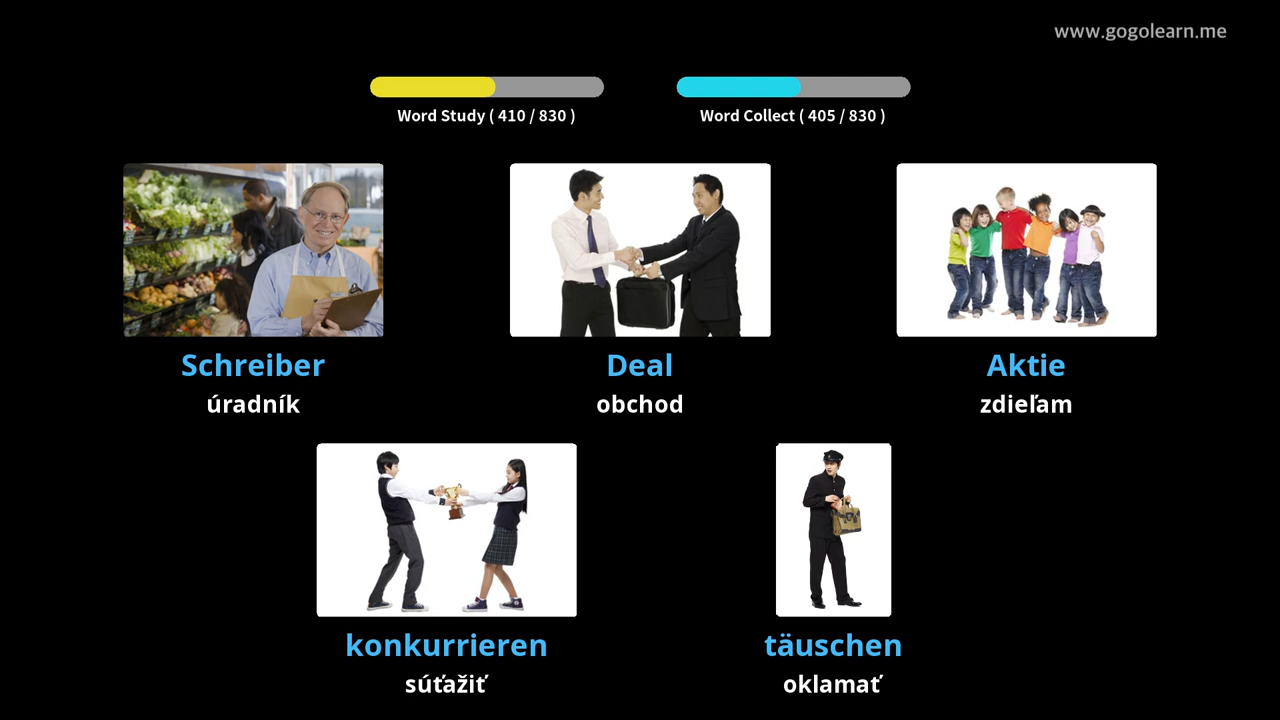 www.gogolearn.me
Word Study ( 410 / 830 )
Word Collect ( 405 / 830 )
Schreiber
úradník
Deal
obchod
Aktie
zdieľam
konkurrieren
súťažiť
täuschen
oklamať